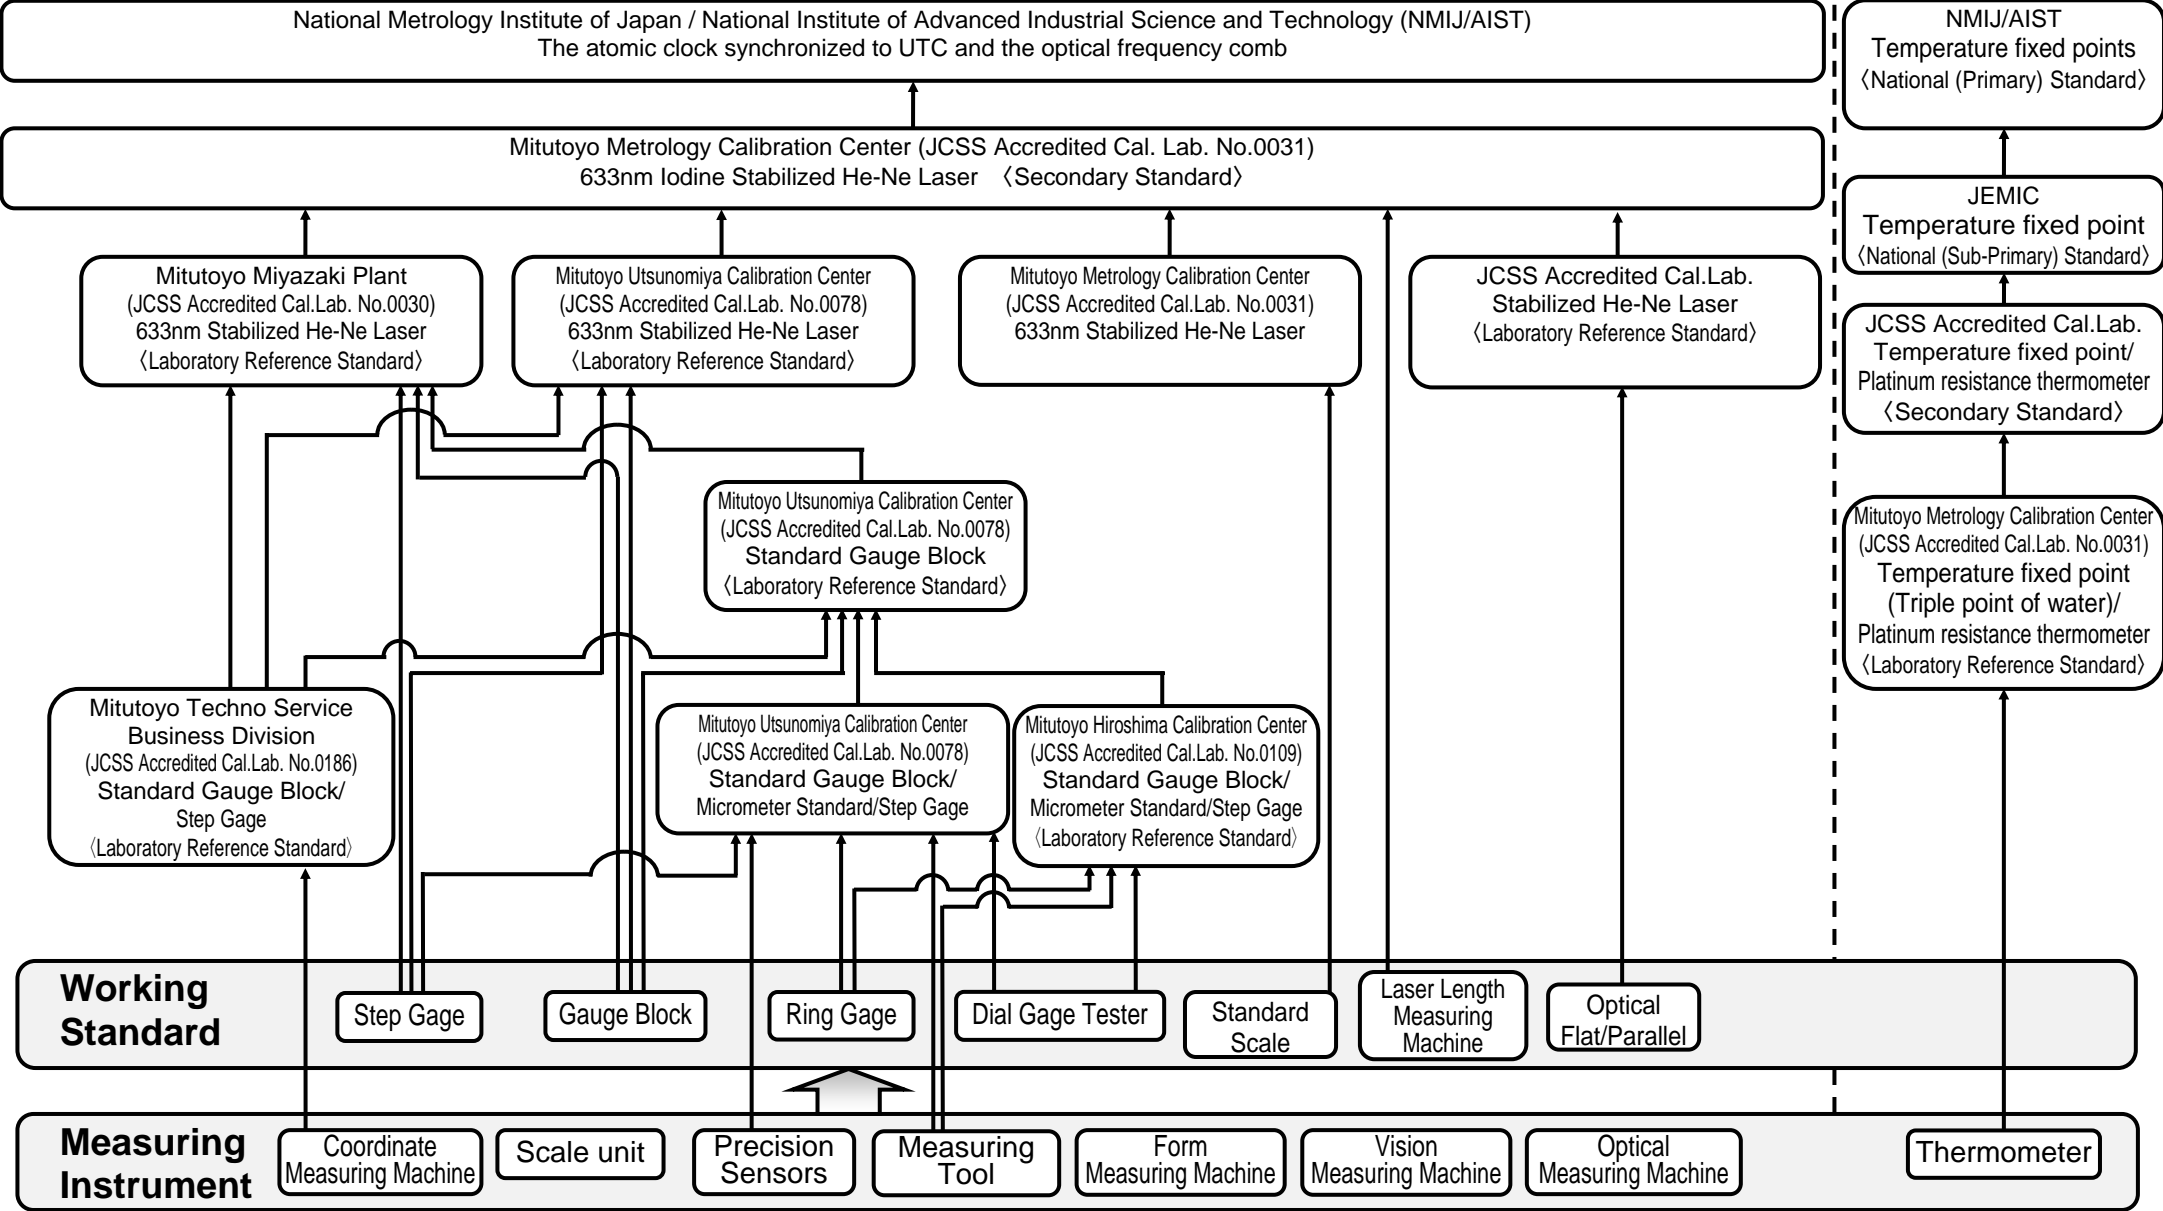 National Metrology Institute of Japan / National Institute of Advanced Industrial Science and Technology (NMIJ/AIST)
The atomic clock synchronized to UTC and the optical frequency comb
NMIJ/AIST
Temperature fixed points
〈National (Primary) Standard〉
Mitutoyo Metrology Calibration Center (JCSS Accredited Cal. Lab. No.0031)
633nm Iodine Stabilized He-Ne Laser 〈Secondary Standard〉
JEMIC
Temperature fixed point
〈National (Sub-Primary) Standard〉
Mitutoyo Miyazaki Plant
(JCSS Accredited Cal.Lab. No.0030)
633nm Stabilized He-Ne Laser
〈Laboratory Reference Standard〉
Mitutoyo Utsunomiya Calibration Center
(JCSS Accredited Cal.Lab. No.0078)
633nm Stabilized He-Ne Laser
〈Laboratory Reference Standard〉
Mitutoyo Metrology Calibration Center
(JCSS Accredited Cal.Lab. No.0031)
633nm Stabilized He-Ne Laser
JCSS Accredited Cal.Lab.
Stabilized He-Ne Laser
〈Laboratory Reference Standard〉
JCSS Accredited Cal.Lab.
Temperature fixed point/
Platinum resistance thermometer
〈Secondary Standard〉
Mitutoyo Utsunomiya Calibration Center
(JCSS Accredited Cal.Lab. No.0078)
Standard Gauge Block
〈Laboratory Reference Standard〉
Mitutoyo Metrology Calibration Center
(JCSS Accredited Cal.Lab. No.0031)
Temperature fixed point
(Triple point of water)/
Platinum resistance thermometer
〈Laboratory Reference Standard〉
Mitutoyo Techno Service
Business Division
(JCSS Accredited Cal.Lab. No.0186)
Standard Gauge Block/
Step Gage
〈Laboratory Reference Standard〉
Mitutoyo Utsunomiya Calibration Center
(JCSS Accredited Cal.Lab. No.0078)
Standard Gauge Block/
Micrometer Standard/Step Gage
Mitutoyo Hiroshima Calibration Center
(JCSS Accredited Cal.Lab. No.0109)
Standard Gauge Block/
Micrometer Standard/Step Gage
〈Laboratory Reference Standard〉
Working
Standard
Step Gage
Gauge Block
Ring Gage
Dial Gage Tester
Standard
Scale
Laser Length
Measuring
Machine
Optical
Flat/Parallel
Measuring
Instrument
Coordinate
Measuring Machine
Scale unit
Precision
Sensors
Measuring
Tool
Form
Measuring Machine
Vision
Measuring Machine
Optical
Measuring Machine
Thermometer